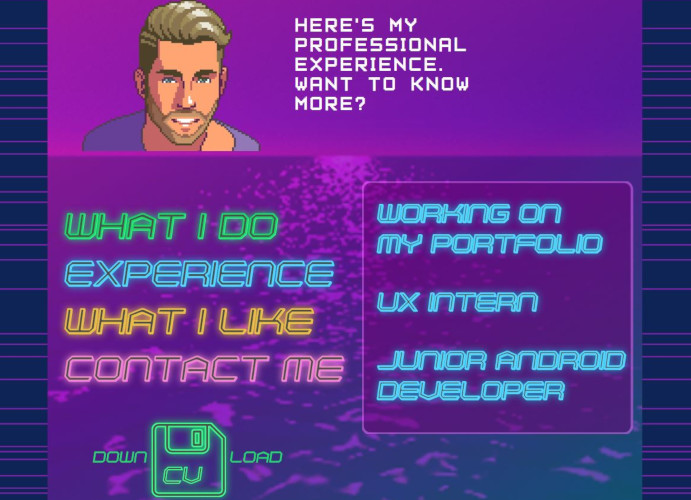 HERE'S MY
PROFESSIONAL
EXPERIENCE.
WANT TO KNOW
MORE?
WHAT I DO
EXPERIENCE
WHAT I LIKE
CONTACT ME
WORKING ON
MY PORTFOLIO
UX INTERN
JUNIOR ANDROID
DEVELOPER
DOWN LOAD
CV